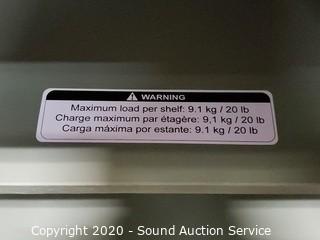 WARNING
Maximum load per shelf: 9.1 kg / 20 lb
Charge maximum par étagère: 9,1 kg / 20 lb
Carga máxima por estante: 9.1 kg / 20 lb
Copyright 2020 - Sound Auction Service